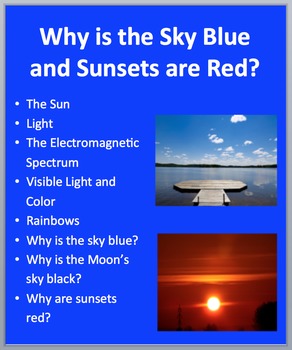 Why is the Sky Blue
and Sunsets are Red?
• The Sun
• Light
• The Electromagnetic
Spectrum
• Visible Light and
Color
• Rainbows
• Why is the sky blue?
• Why is the Moon's
sky black?
• Why are sunsets
red?